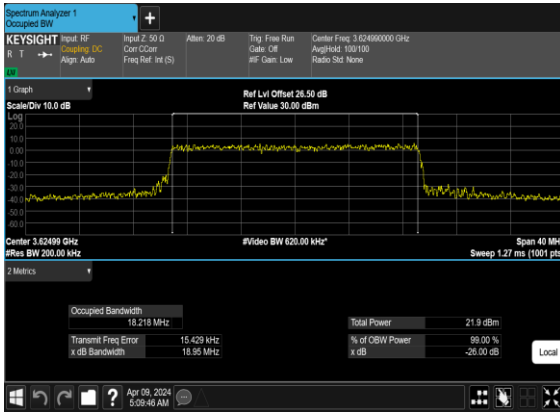 Spectrum Analyzer 1
Occupied BW
KEYSIGHT
R T
LXI
Input: RF
Coupling: DC
Align: Auto
Input Z: 50 Ω
Corr CCorr
Freq Ref: Int (S)
Atten: 20 dB
Trig: Free Run
Gate: Off
#IF Gain: Low
Center Freq: 3.624990000 GHz
Avg|Hold: 100/100
Radio Std: None
1 Graph
Scale/Div 10.0 dB
Ref Lvl Offset 26.50 dB
Ref Value 30.00 dBm
Log
20.0
10.0
0.00
-10.0
-20.0
-30.0
-40.0
-50.0
-60.0
Center 3.62499 GHz
#Res BW 200.00 kHz
#Video BW 620.00 kHz*
Span 40 MH
Sweep 1.27 ms (1001 pts
2 Metrics
Occupied Bandwidth
18.218 MHz
Transmit Freq Error 15.429 kHz
x dB Bandwidth 18.95 MHz
Total Power 21.9 dBm
% of OBW Power 99.00 %
x dB -26.00 dB
Local
?
Apr 09, 2024
5:09:46 AM